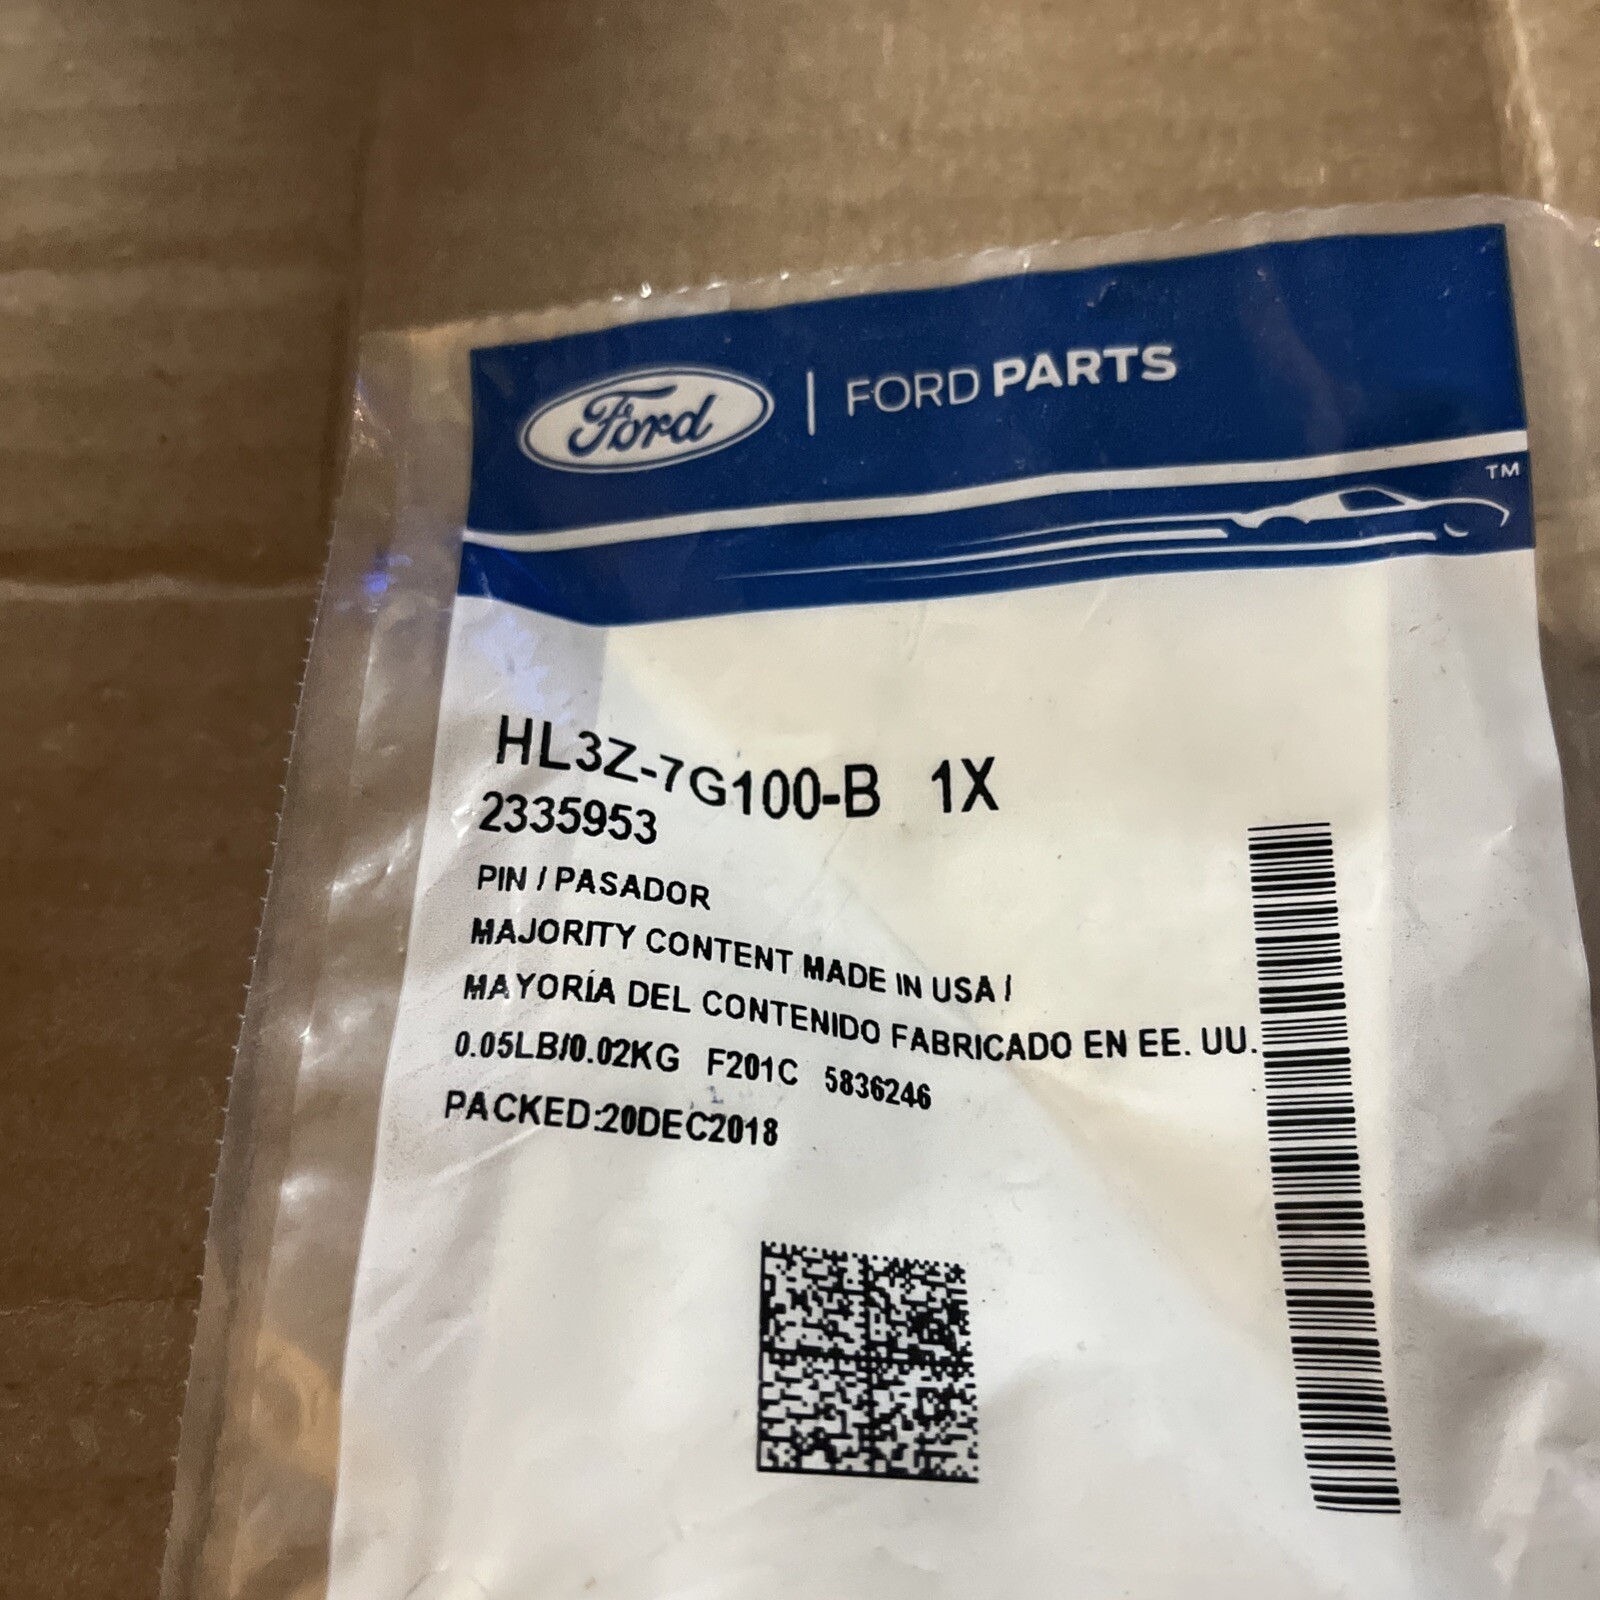 Ford | FORD PARTS
TM
HL3Z-7G100-B 1X
2335953
PIN / PASADOR
MAJORITY CONTENT MADE IN USA /
MAYORÍA DEL CONTENIDO FABRICADO EN EE. UU.
0.05LB/0.02KG F201C 5836246
PACKED:20DEC2018